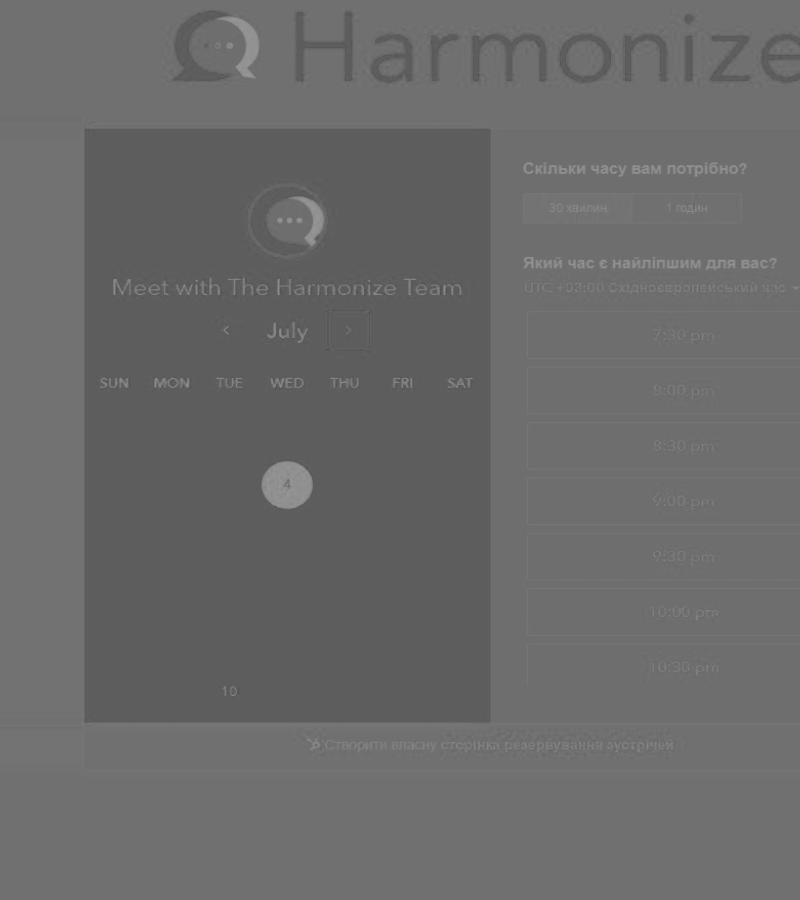 Harmonize
Meet with The Harmonize Team
July
SUN MON TUE WED THU FRI SAT
4
10
Скільки часу вам потрібно?
30 хвилин 1 годин
Який час є найліпшим для вас?
UTC +03:00 Східноєвропейський час
7:30 pm
8:00 pm
8:30 pm
9:00 pm
9:30 pm
10:00 pm
10:30 pm
Створити власну сторінка резервування зустрічей